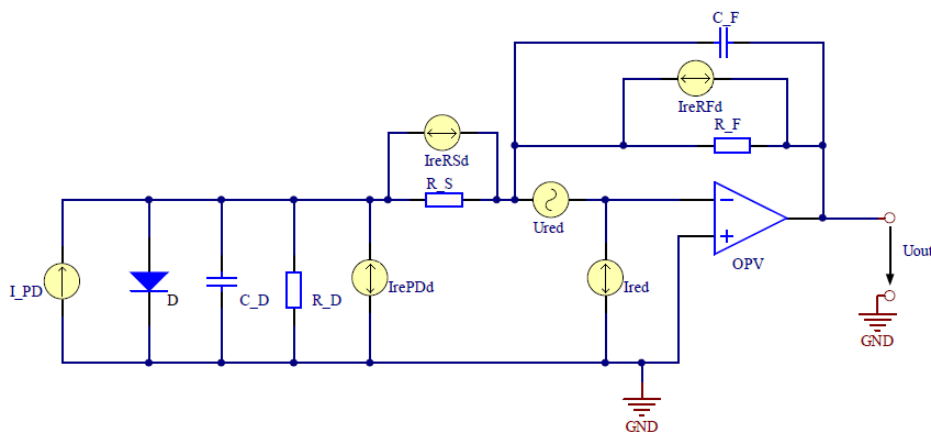 C_F
IreRFd
R_F
IreRSd
R_S
Ured
OPV
Uout
I_PD
D
C_D
R_D
IrePDd
Ired
GND
GND